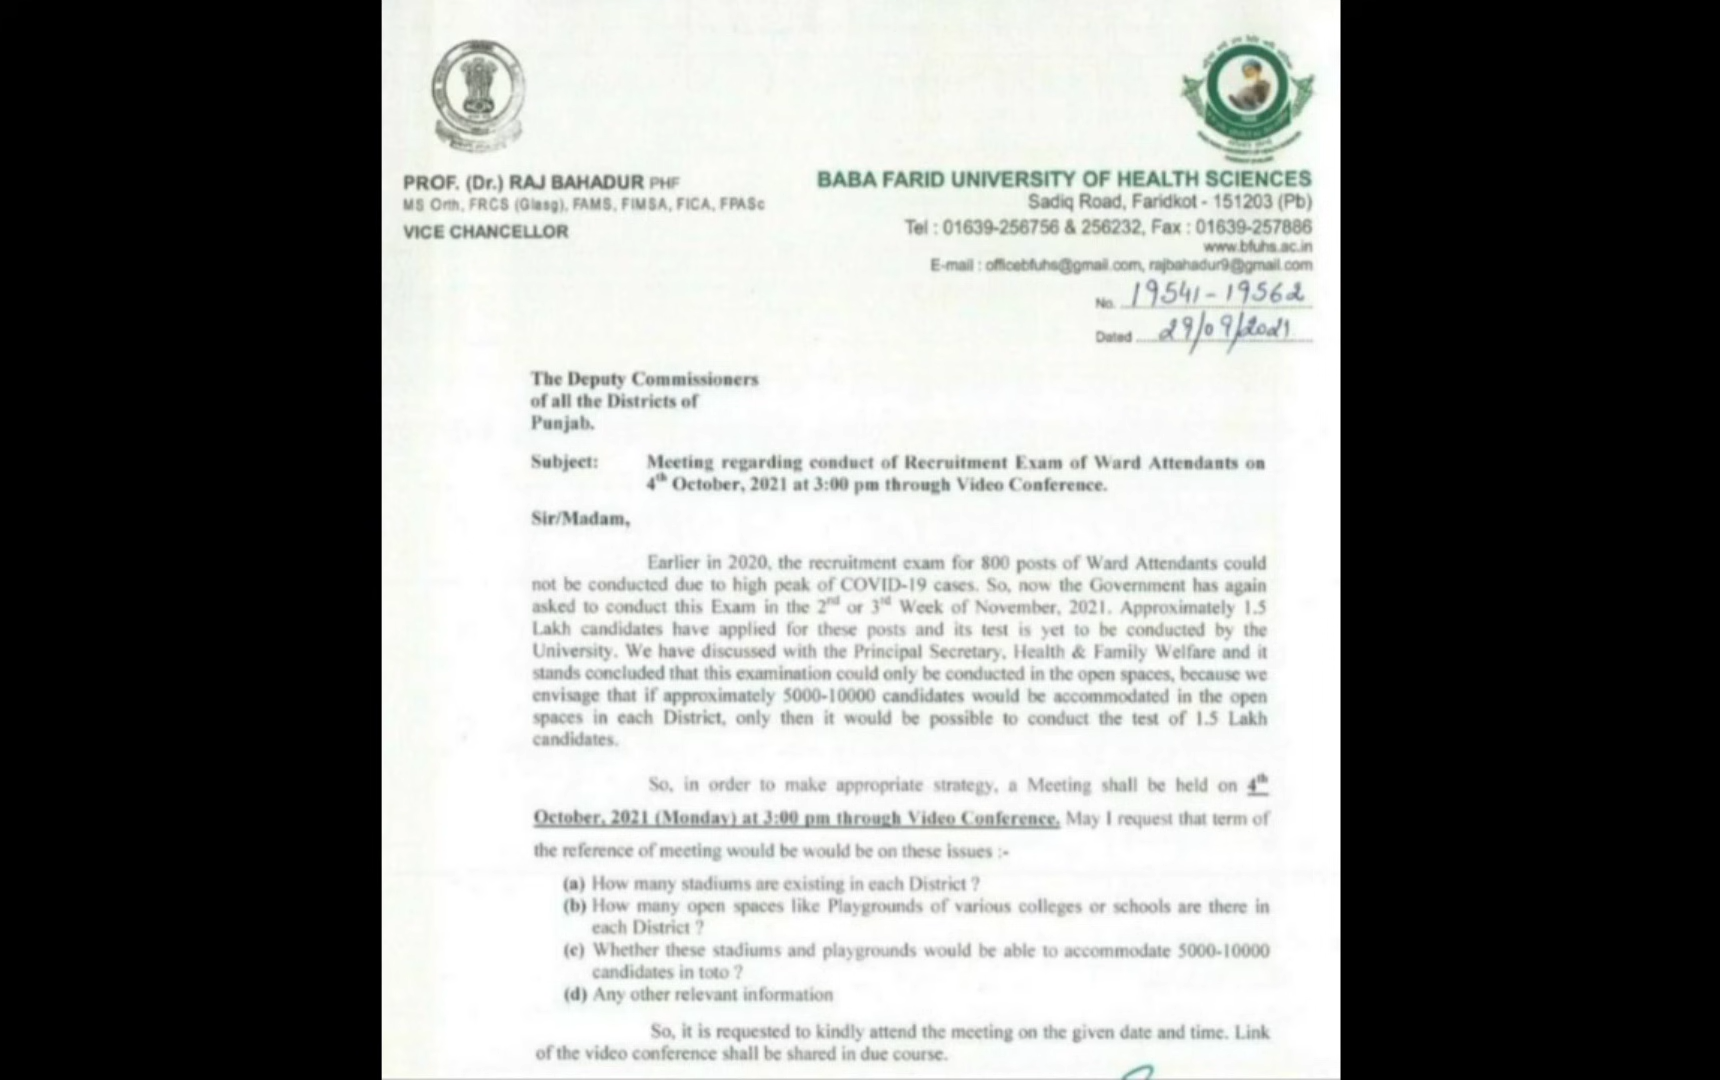 PROF. (Dr.) RAJ BAHADUR PHF
MS Orth, FRCS (Glasg), FAMS, FIMSA, FICA, FPASc
VICE CHANCELLOR
BABA FARID UNIVERSITY OF HEALTH SCIENCES
Sadiq Road, Faridkot - 151203 (Pb)
Tel : 01639-256756 & 256232, Fax : 01639-257886
www.bfuhs.ac.in
E-mail : officebfuhs@gmail.com, rajbahadur9@gmail.com
No. 19541-19562
Dated 29/09/2021
The Deputy Commissioners
of all the Districts of
Punjab.
Subject: Meeting regarding conduct of Recruitment Exam of Ward Attendants on
4th October, 2021 at 3:00 pm through Video Conference.
Sir/Madam,
Earlier in 2020, the recruitment exam for 800 posts of Ward Attendants could
not be conducted due to high peak of COVID-19 cases. So, now the Government has again
asked to conduct this Exam in the 2nd or 3rd Week of November, 2021. Approximately 1.5
Lakh candidates have applied for these posts and its test is yet to be conducted by the
University. We have discussed with the Principal Secretary, Health & Family Welfare and it
stands concluded that this examination could only be conducted in the open spaces, because we
envisage that if approximately 5000-10000 candidates would be accommodated in the open
spaces in each District, only then it would be possible to conduct the test of 1.5 Lakh
candidates.
So, in order to make appropriate strategy, a Meeting shall be held on 4th
October, 2021 (Monday) at 3:00 pm through Video Conference. May I request that term of
the reference of meeting would be would be on these issues :-
(a) How many stadiums are existing in each District ?
(b) How many open spaces like Playgrounds of various colleges or schools are there in
each District ?
(c) Whether these stadiums and playgrounds would be able to accommodate 5000-10000
candidates in toto ?
(d) Any other relevant information
So, it is requested to kindly attend the meeting on the given date and time. Link
of the video conference shall be shared in due course.